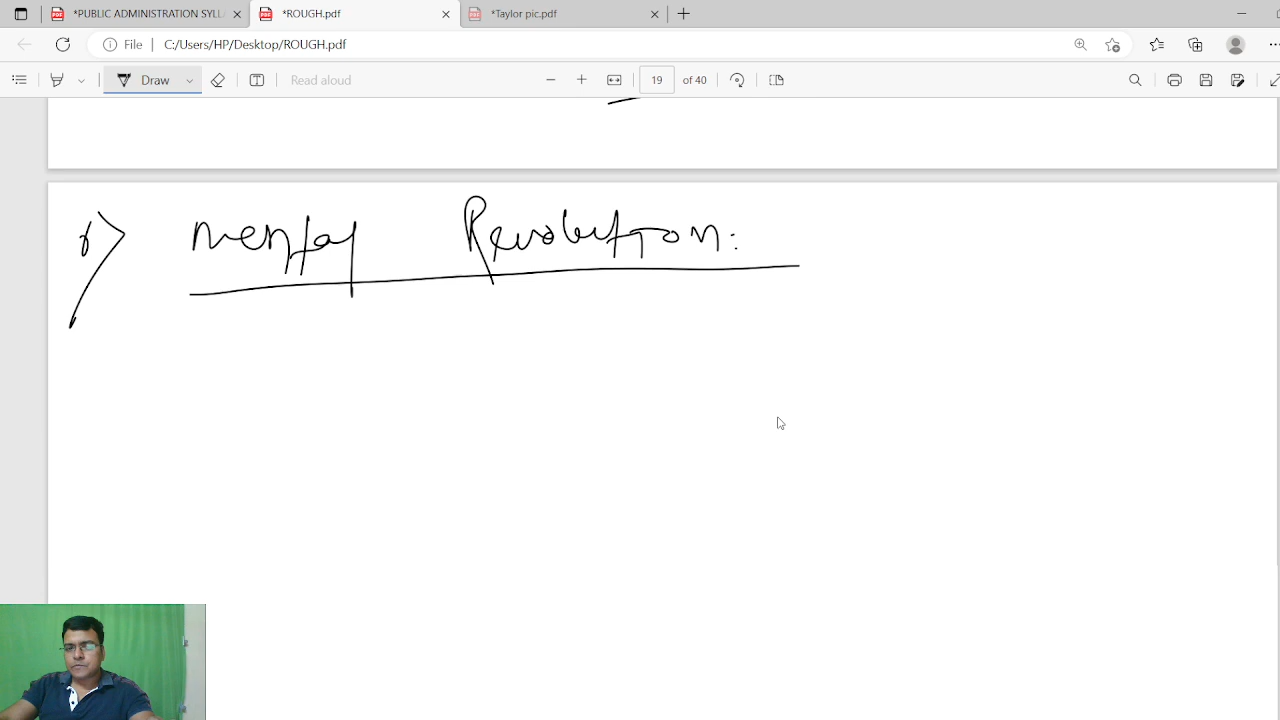 *PUBLIC ADMINISTRATION SYLLA
*ROUGH.pdf
*Taylor pic.pdf
File
C:/Users/HP/Desktop/ROUGH.pdf
Draw
Read aloud
19 of 40
Mental Revolution: